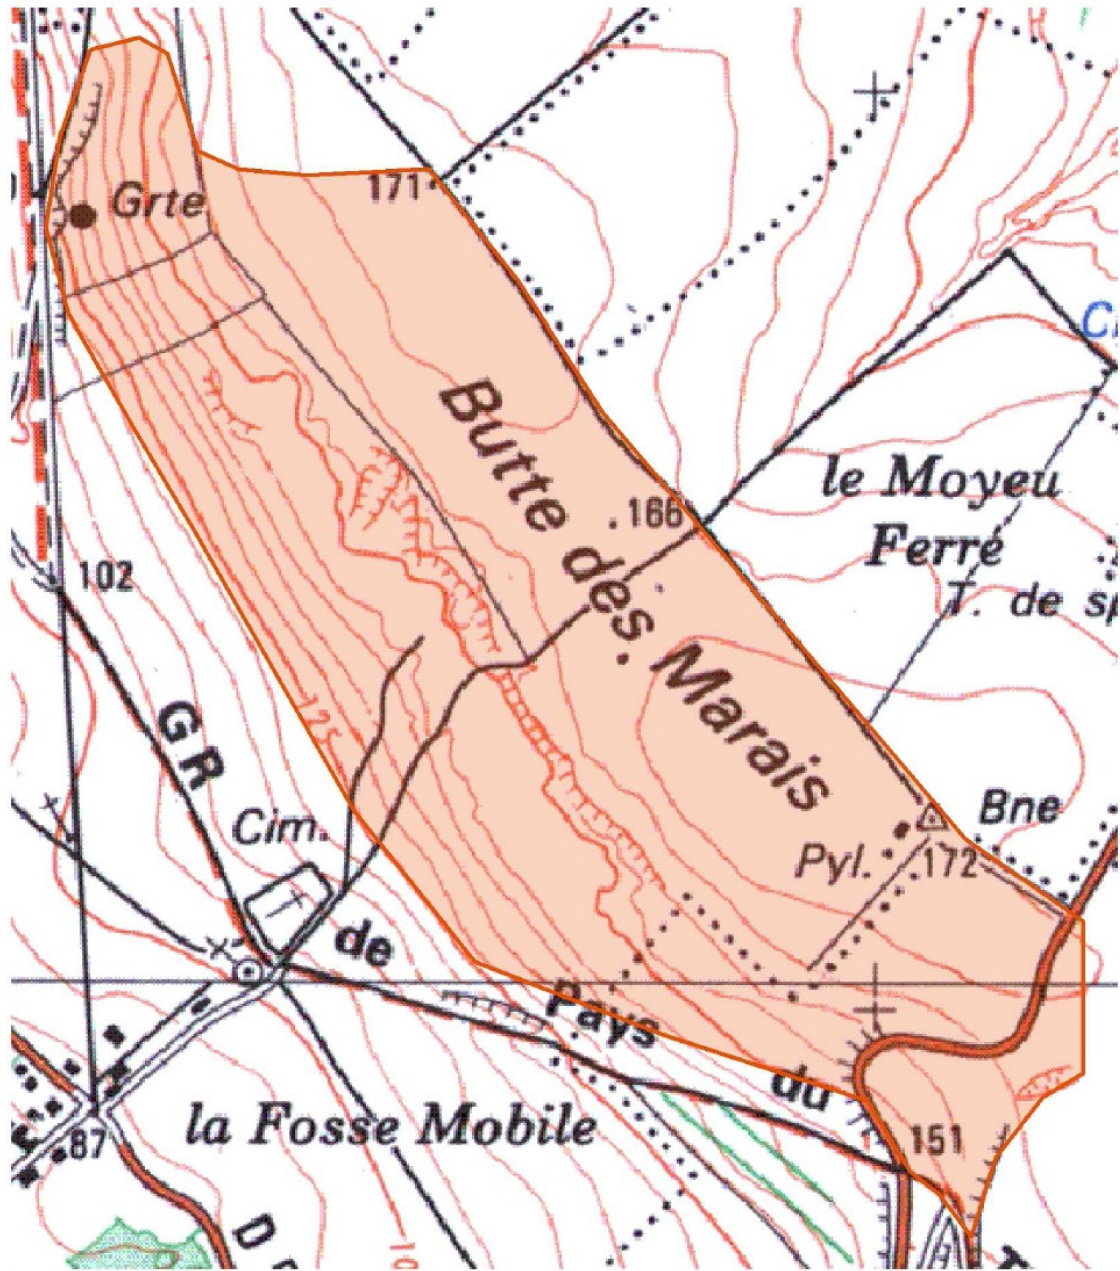 Grte
171
Butte des Marais
166
le Moyeu
Ferré
T. de
102
GR
125
Cim.
Bne
Pyl.
172
de
Pays
du
151
la Fosse Mobile
87